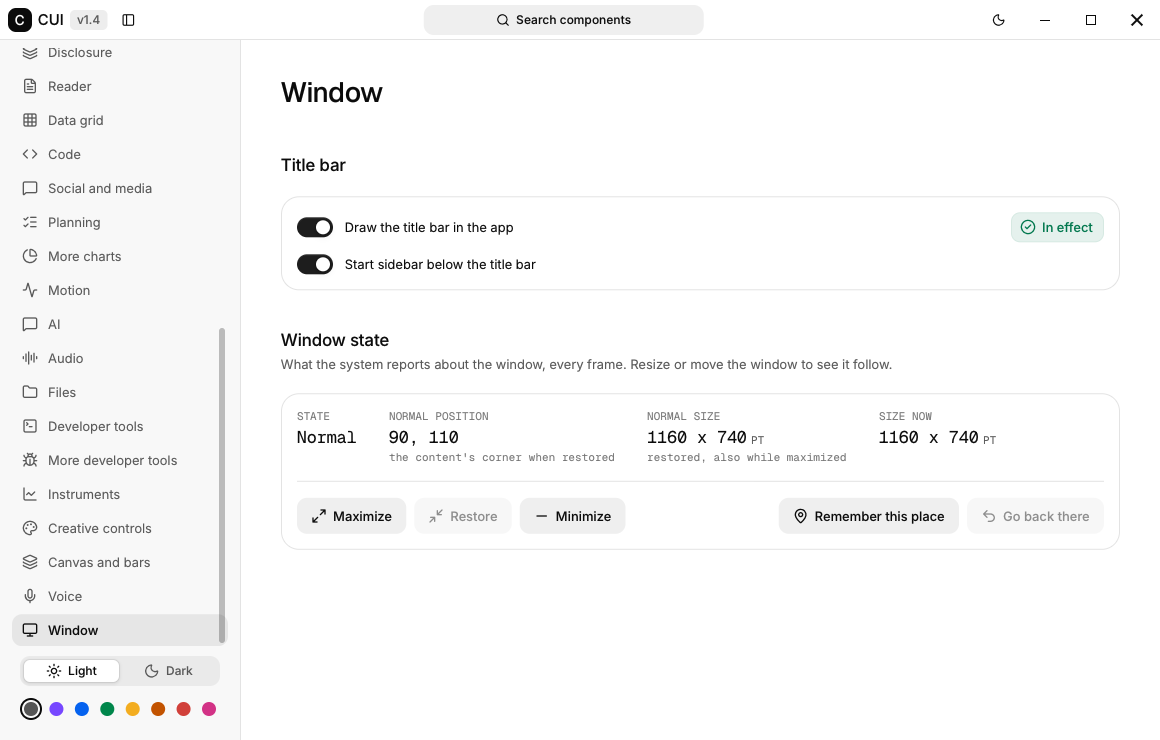 C CUI v1.4
Search components
Disclosure
Reader
Data grid
Code
Social and media
Planning
More charts
Motion
AI
Audio
Files
Developer tools
More developer tools
Instruments
Creative controls
Canvas and bars
Voice
Window
Light Dark
Window
Title bar
Draw the title bar in the app In effect
Start sidebar below the title bar
Window state
What the system reports about the window, every frame. Resize or move the window to see it follow.
STATE NORMAL POSITION NORMAL SIZE SIZE NOW
Normal 90, 110 1160 x 740 PT 1160 x 740 PT
the content's corner when restored restored, also while maximized
Maximize Restore Minimize Remember this place Go back there